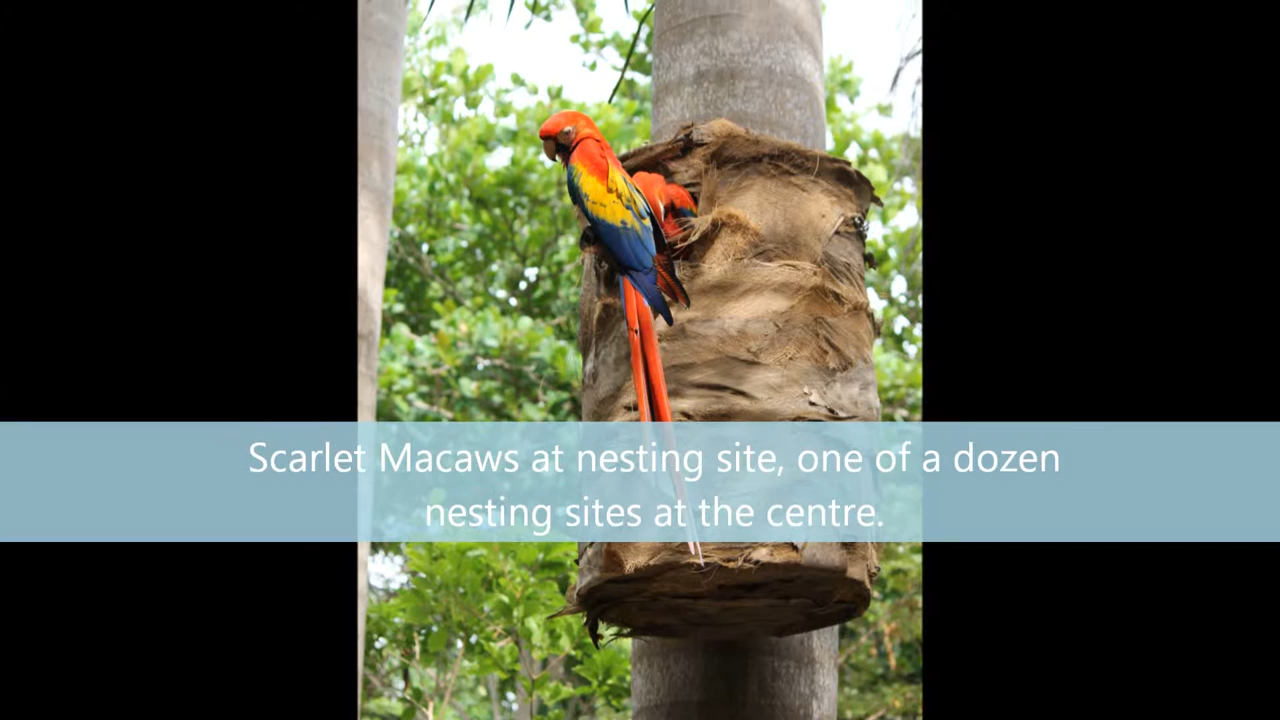 Scarlet Macaws at nesting site, one of a dozen
nesting sites at the centre.